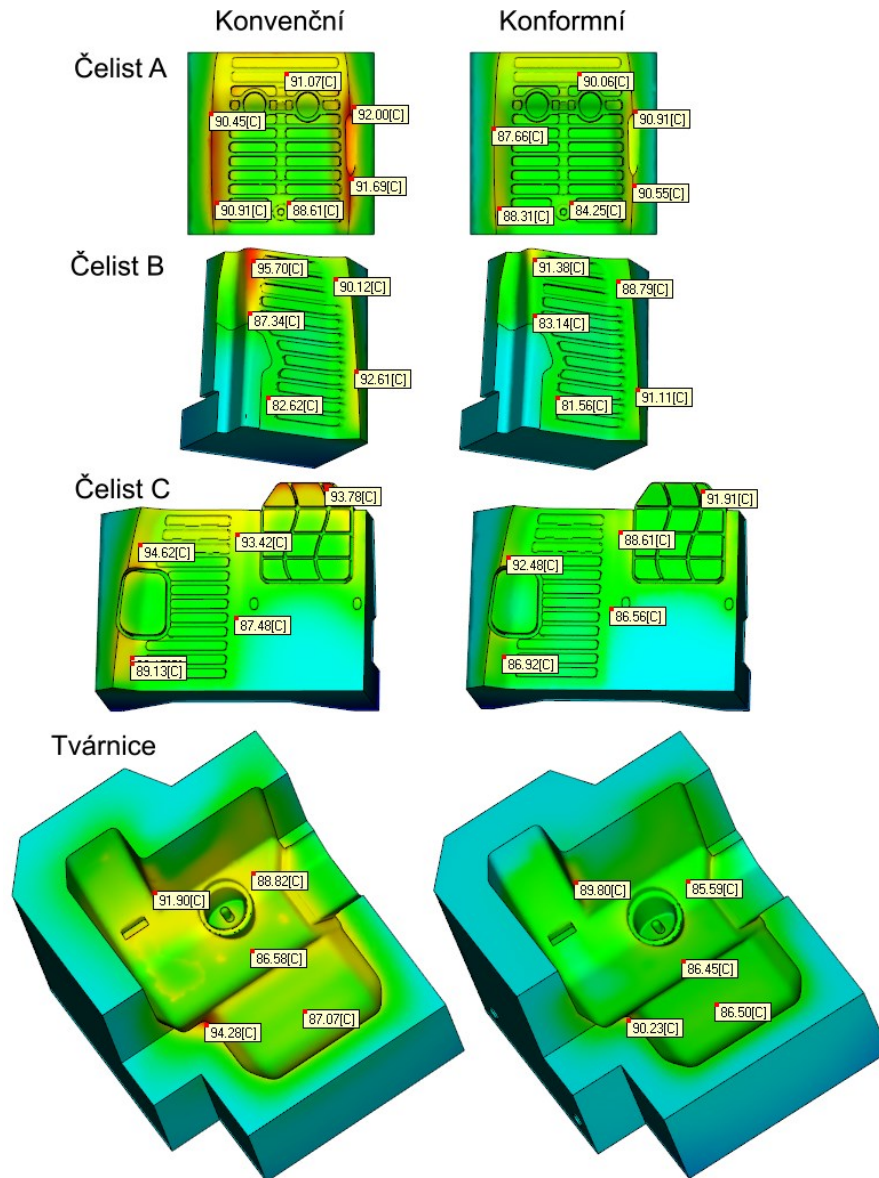 Konvenční
Konformní
Čelist A
91.07[C]
90.45[C]
92.00[C]
91.69[C]
90.91[C]
88.61[C]
90.06[C]
87.66[C]
90.91[C]
90.55[C]
88.31[C]
84.25[C]
Čelist B
95.70[C]
90.12[C]
87.34[C]
92.61[C]
82.62[C]
91.38[C]
88.79[C]
83.14[C]
91.11[C]
81.56[C]
Čelist C
93.78[C]
93.42[C]
94.62[C]
87.48[C]
89.13[C]
91.91[C]
88.61[C]
92.48[C]
86.56[C]
86.92[C]
Tvárnice
88.82[C]
91.90[C]
86.58[C]
87.07[C]
94.28[C]
89.80[C]
85.59[C]
86.45[C]
86.50[C]
90.23[C]